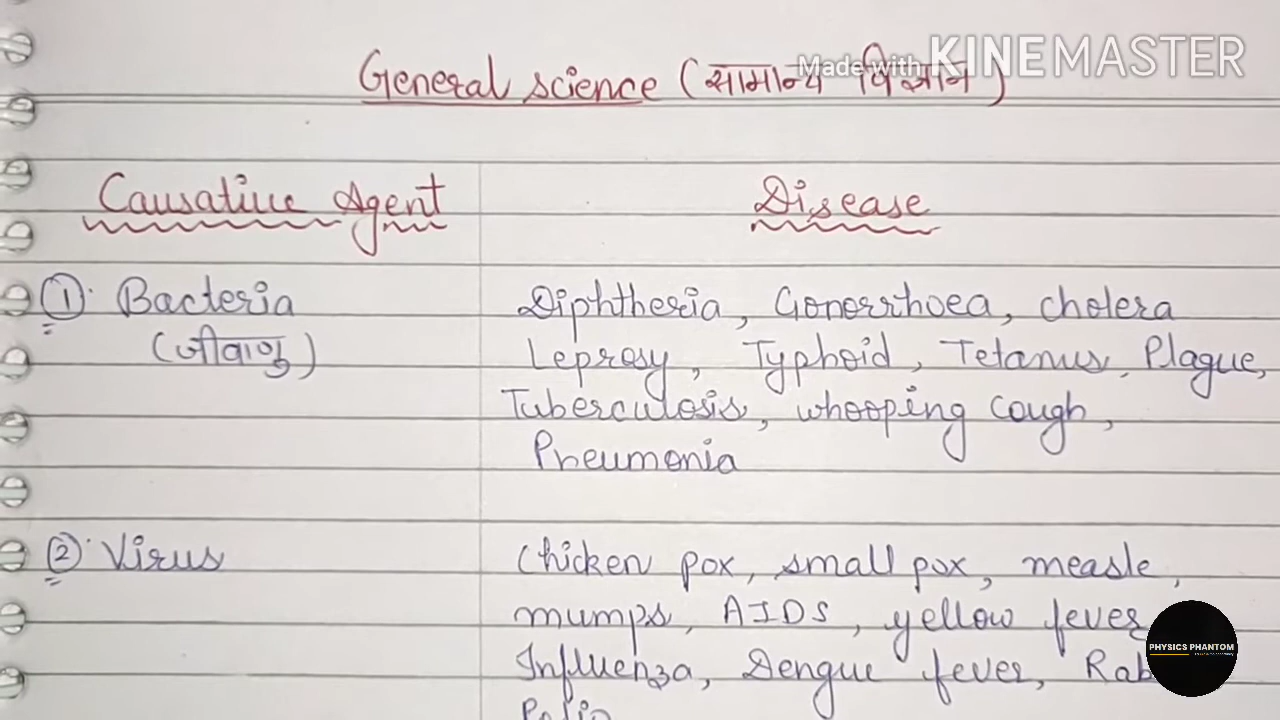 Made with KINEMASTER
General science (सामान्य विज्ञान)
Causative Agent
Disease
① Bacteria
(जीवाणु)
Diphtheria, Gonorrhoea, cholera
Leprosy, Typhoid, Tetanus, Plague,
Tuberculosis, whooping cough,
Pneumonia
② Virus
Chicken pox, small pox, measle,
mumps, AIDS, yellow fever
Influenza, Dengue fever,
PHYSICS PHANTOM